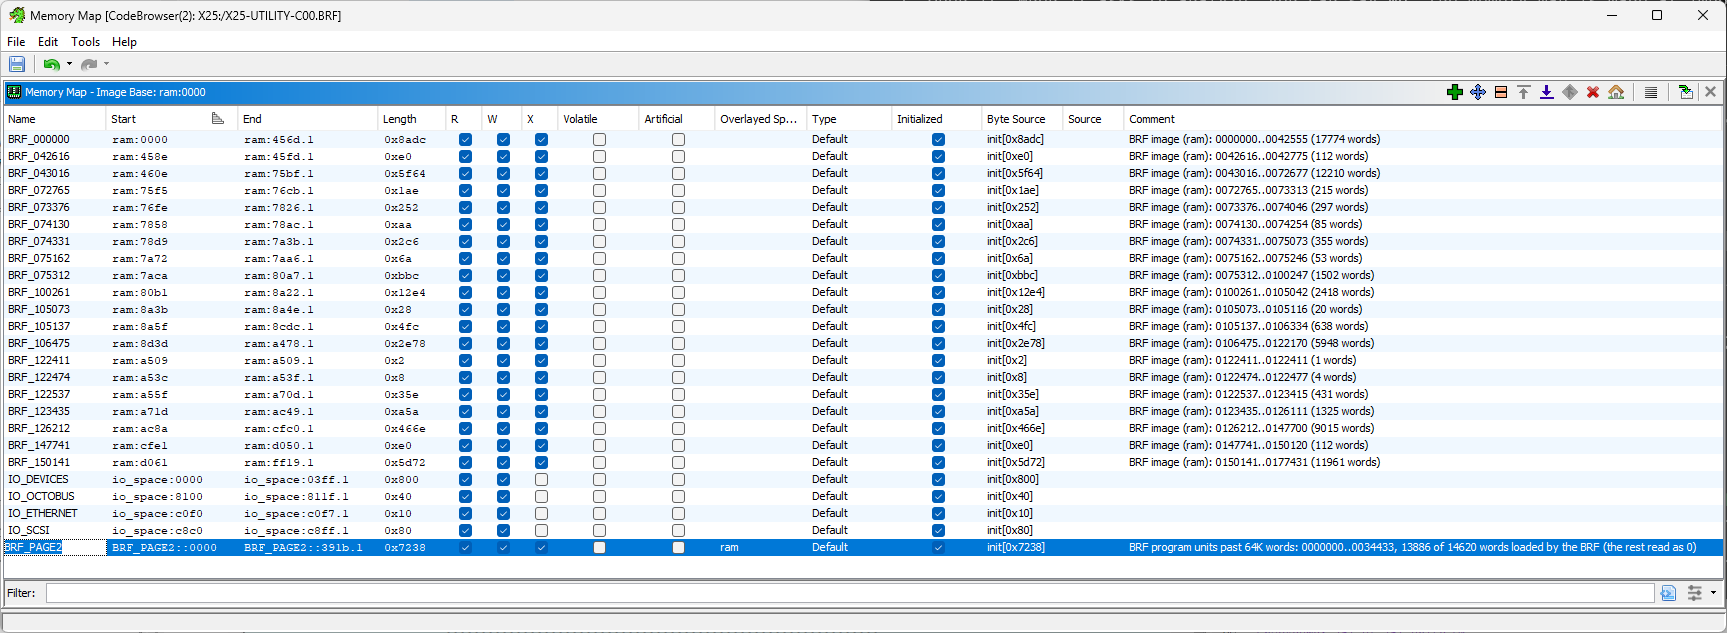 Memory Map [CodeBrowser(2): X25:/X25-UTILITY-C00.BRF]
File Edit Tools Help
Memory Map - Image Base: ram:0000
Name Start End Length R W X Volatile Artificial Overlayed Sp... Type Initialized Byte Source Source Comment
BRF_000000 ram:0000 ram:456d.1 0x8adc Default init[0x8adc] BRF image (ram): 0000000..0042555 (17774 words)
BRF_042616 ram:458e ram:45fd.1 0xe0 Default init[0xe0] BRF image (ram): 0042616..0042775 (112 words)
BRF_043016 ram:460e ram:75bf.1 0x5f64 Default init[0x5f64] BRF image (ram): 0043016..0072677 (12210 words)
BRF_072765 ram:75f5 ram:76cb.1 0x1ae Default init[0x1ae] BRF image (ram): 0072765..0073313 (215 words)
BRF_073376 ram:76fe ram:7826.1 0x252 Default init[0x252] BRF image (ram): 0073376..0074046 (297 words)
BRF_074130 ram:7858 ram:78ac.1 0xaa Default init[0xaa] BRF image (ram): 0074130..0074254 (85 words)
BRF_074331 ram:78d9 ram:7a3b.1 0x2c6 Default init[0x2c6] BRF image (ram): 0074331..0075073 (355 words)
BRF_075162 ram:7a72 ram:7aa6.1 0x6a Default init[0x6a] BRF image (ram): 0075162..0075246 (53 words)
BRF_075312 ram:7aca ram:80a7.1 0xbbc Default init[0xbbc] BRF image (ram): 0075312..0100247 (1502 words)
BRF_100261 ram:80b1 ram:8a22.1 0x12e4 Default init[0x12e4] BRF image (ram): 0100261..0105042 (2418 words)
BRF_105073 ram:8a3b ram:8a4e.1 0x28 Default init[0x28] BRF image (ram): 0105073..0105116 (20 words)
BRF_105137 ram:8a5f ram:8cdc.1 0x4fc Default init[0x4fc] BRF image (ram): 0105137..0106334 (638 words)
BRF_106475 ram:8d3d ram:a478.1 0x2e78 Default init[0x2e78] BRF image (ram): 0106475..0122170 (5948 words)
BRF_122411 ram:a509 ram:a509.1 0x2 Default init[0x2] BRF image (ram): 0122411..0122411 (1 words)
BRF_122474 ram:a53c ram:a53f.1 0x8 Default init[0x8] BRF image (ram): 0122474..0122477 (4 words)
BRF_122537 ram:a55f ram:a70d.1 0x35e Default init[0x35e] BRF image (ram): 0122537..0123415 (431 words)
BRF_123435 ram:a71d ram:ac49.1 0xa5a Default init[0xa5a] BRF image (ram): 0123435..0126111 (1325 words)
BRF_126212 ram:ac8a ram:cfc0.1 0x466e Default init[0x466e] BRF image (ram): 0126212..0147700 (9015 words)
BRF_147741 ram:cfe1 ram:d050.1 0xe0 Default init[0xe0] BRF image (ram): 0147741..0150120 (112 words)
BRF_150141 ram:d061 ram:ff19.1 0x5d72 Default init[0x5d72] BRF image (ram): 0150141..0177431 (11961 words)
IO_DEVICES io_space:0000 io_space:03ff.1 0x800 Default init[0x800]
IO_OCTOBUS io_space:8100 io_space:811f.1 0x40 Default init[0x40]
IO_ETHERNET io_space:c0f0 io_space:c0f7.1 0x10 Default init[0x10]
IO_SCSI io_space:c8c0 io_space:c8ff.1 0x80 Default init[0x80]
BRF_PAGE2 BRF_PAGE2::0000 BRF_PAGE2::391b.1 0x7238 ram Default init[0x7238] BRF program units past 64K words: 0000000..0034433, 13886 of 14620 words loaded by the BRF (the rest read as 0)
Filter: